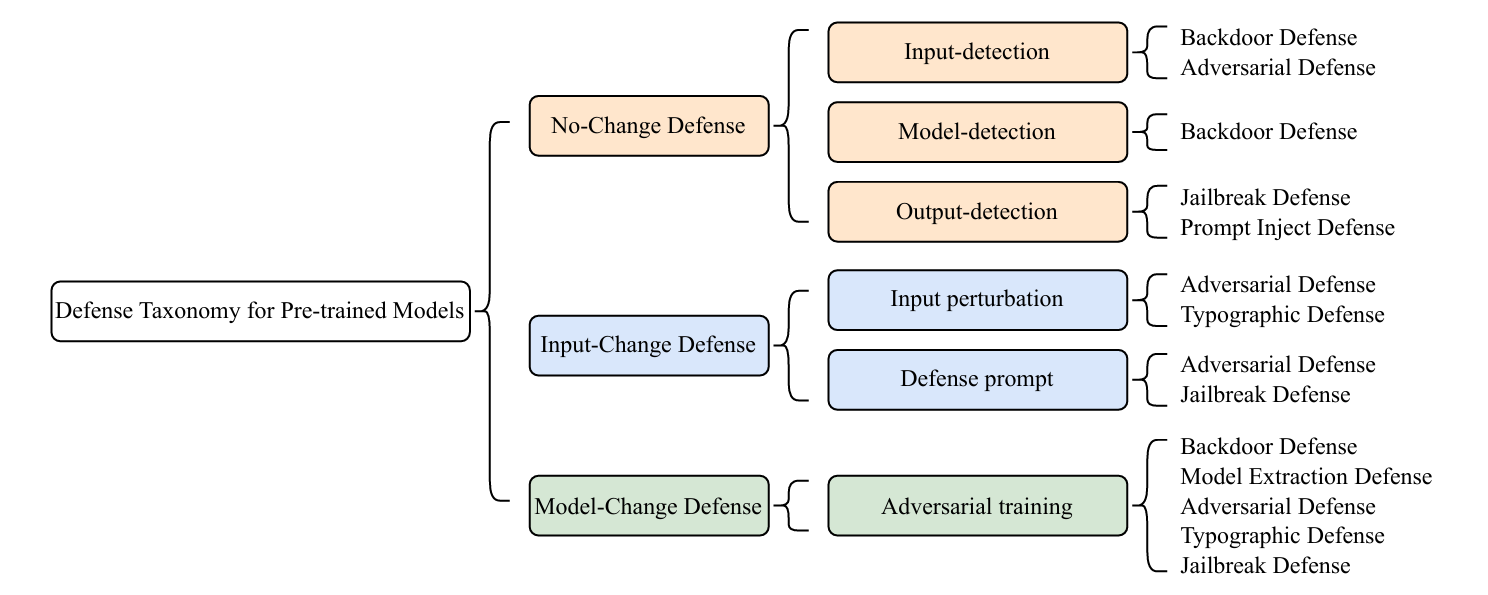 Defense Taxonomy for Pre-trained Models
No-Change Defense
Input-detection
Backdoor Defense
Adversarial Defense
Model-detection
Backdoor Defense
Output-detection
Jailbreak Defense
Prompt Inject Defense
Input-Change Defense
Input perturbation
Adversarial Defense
Typographic Defense
Defense prompt
Adversarial Defense
Jailbreak Defense
Model-Change Defense
Adversarial training
Backdoor Defense
Model Extraction Defense
Adversarial Defense
Typographic Defense
Jailbreak Defense